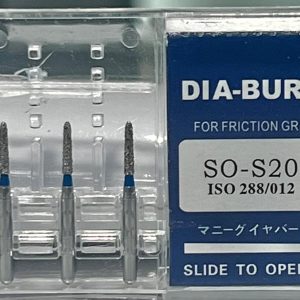 DIA-BUR
FOR FRICTION GR
SO-S20
ISO 288/012
マニーダイヤバー
SLIDE TO OPE